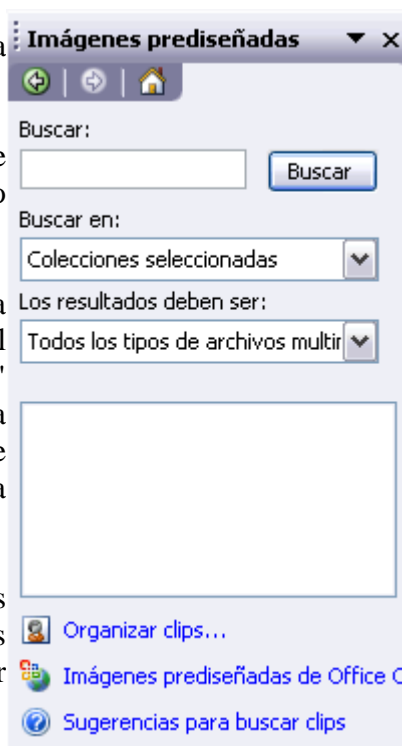 Imágenes prediseñadas
Buscar:
Buscar
Buscar en:
Colecciones seleccionadas
Los resultados deben ser:
Todos los tipos de archivos
Organizar clips...
Imágenes prediseñadas de Office
Sugerencias para buscar clips